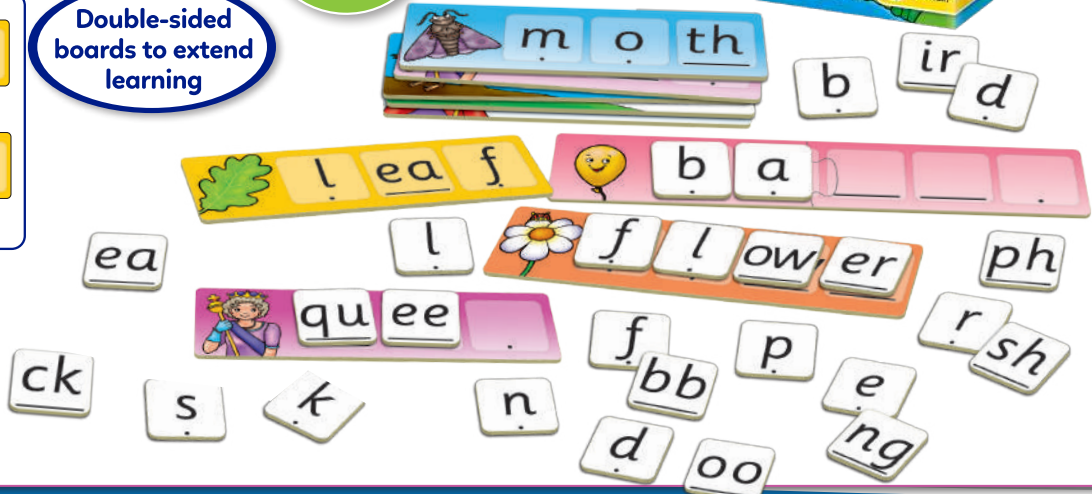 Double-sided
boards to extend
learning
m o th
b
ir
d
l ea f
b a
ea
l
f l ow er
ph
qu ee
f
p
r
sh
ck
s
k
n
bb
e
d
oo
ng